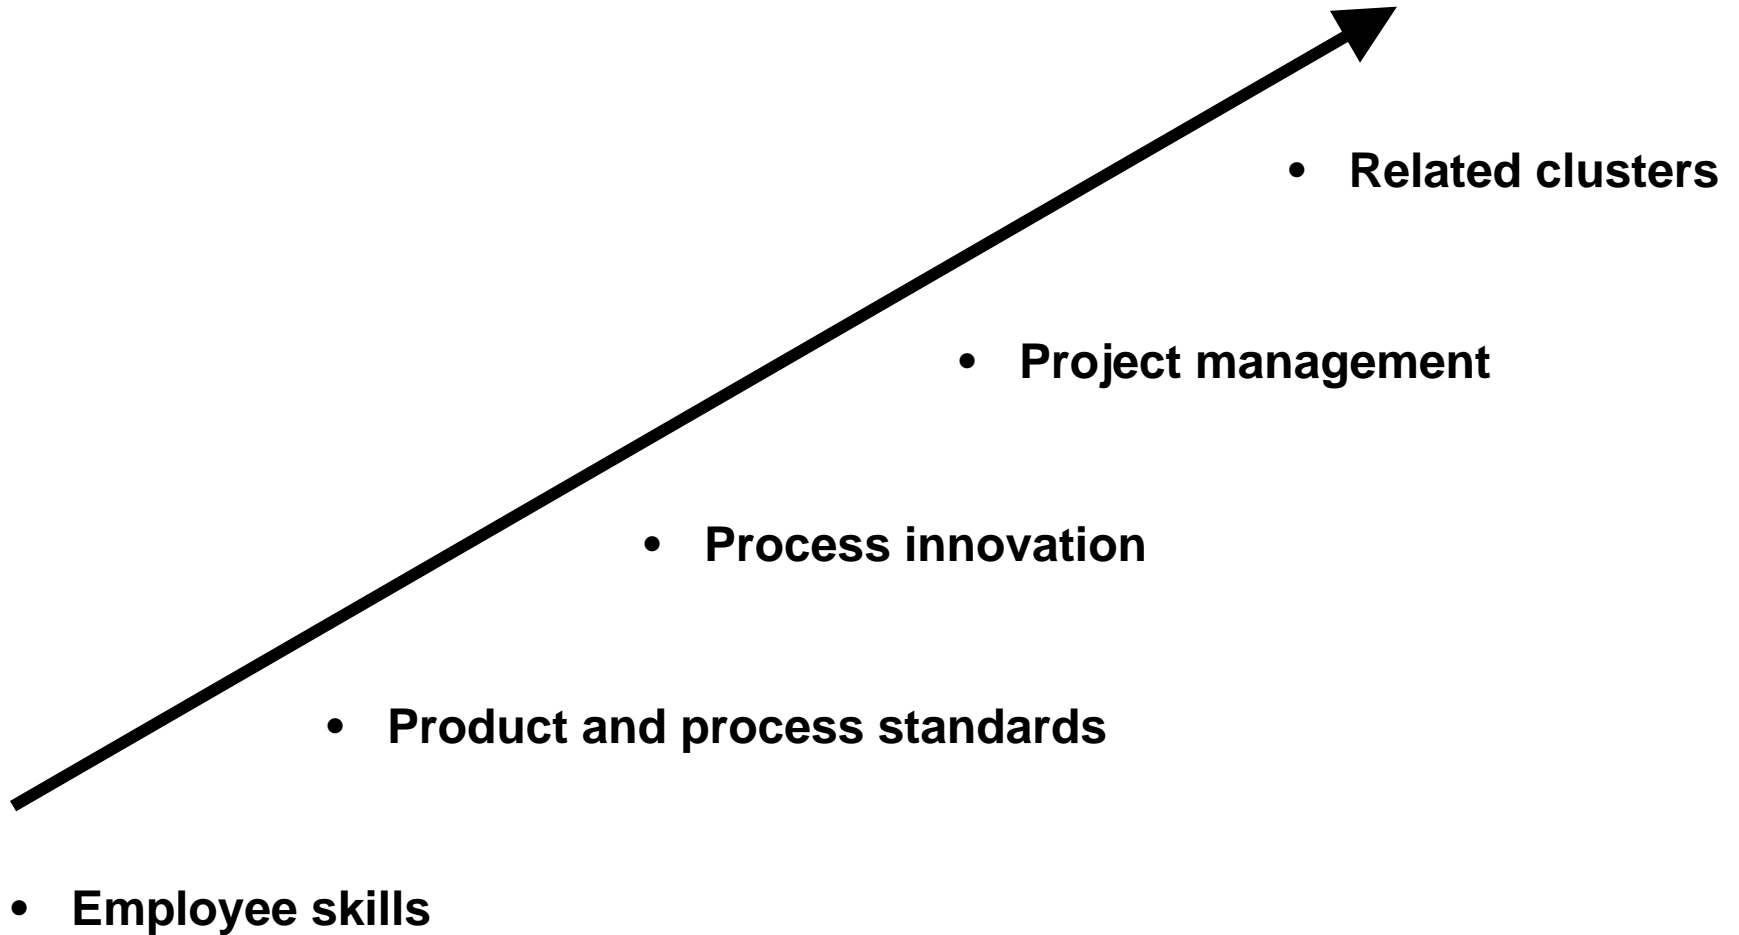 • Related clusters
• Project management
• Process innovation
• Product and process standards
• Employee skills